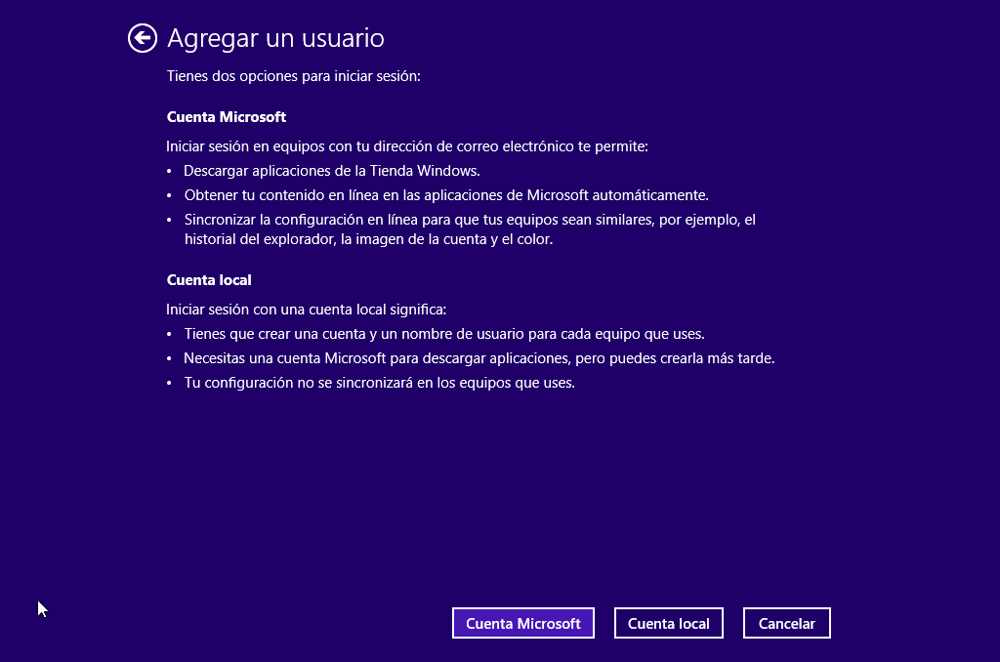 Agregar un usuario
Tienes dos opciones para iniciar sesión:
Cuenta Microsoft
Iniciar sesión en equipos con tu dirección de correo electrónico te permite:
• Descargar aplicaciones de la Tienda Windows.
• Obtener tu contenido en línea en las aplicaciones de Microsoft automáticamente.
• Sincronizar la configuración en línea para que tus equipos sean similares, por ejemplo, el
historial del explorador, la imagen de la cuenta y el color.
Cuenta local
Iniciar sesión con una cuenta local significa:
• Tienes que crear una cuenta y un nombre de usuario para cada equipo que uses.
• Necesitas una cuenta Microsoft para descargar aplicaciones, pero puedes crearla más tarde.
• Tu configuración no se sincronizará en los equipos que uses.
Cuenta Microsoft
Cuenta local
Cancelar